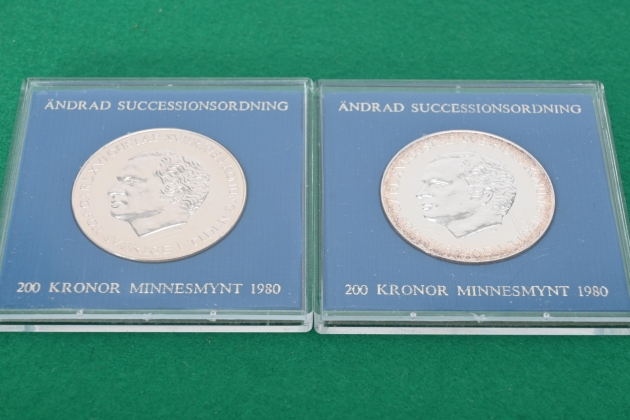 ÄNDRAD SUCCESSIONSORDNING
200 KRONOR MINNESMYNT 1980
ÄNDRAD SUCCESSIONSORDNING
200 KRONOR MINNESMYNT 1980